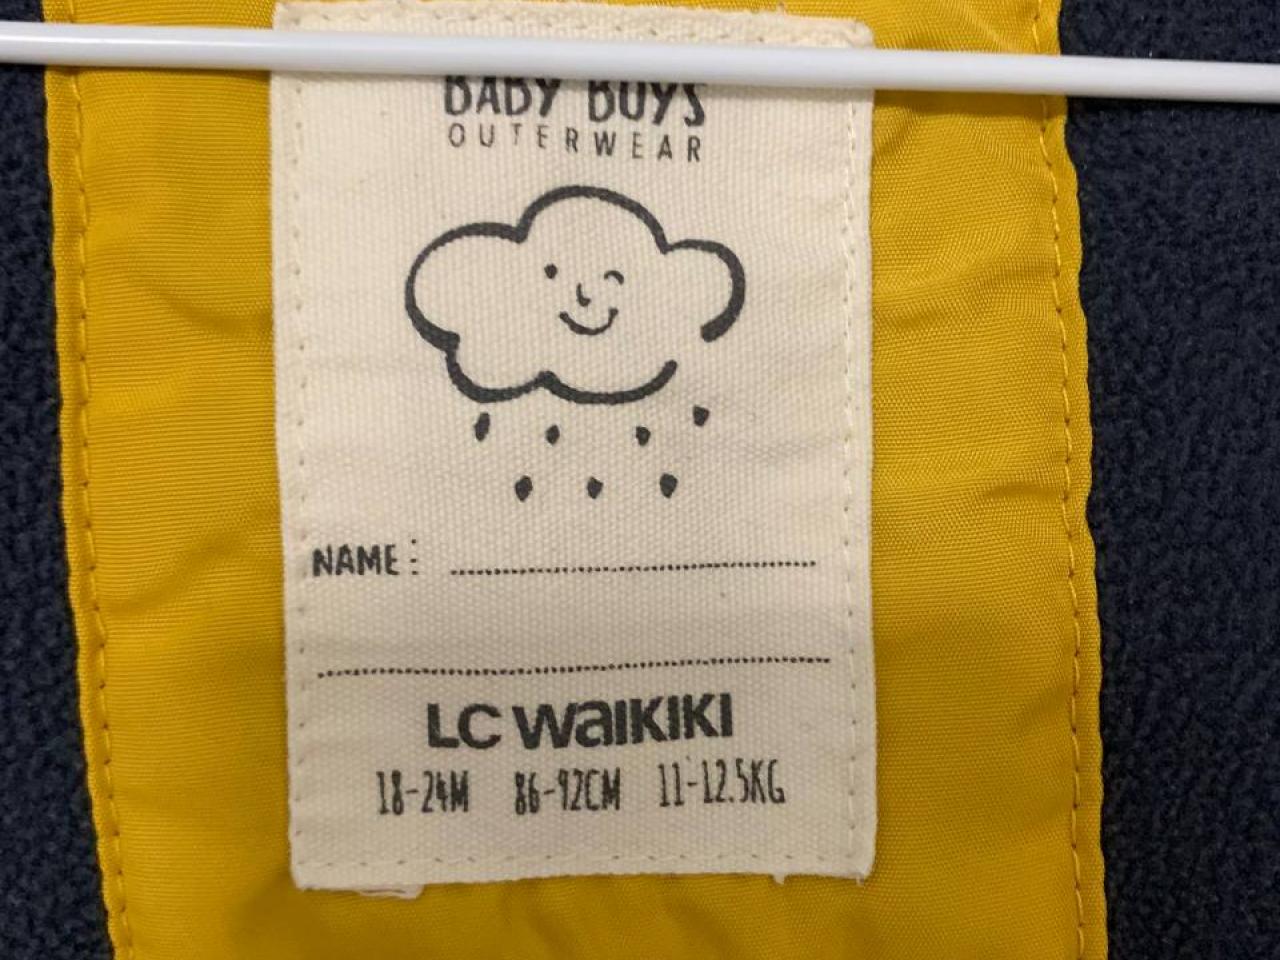 BABY BOYS
OUTERWEAR
NAME:
LC WAIKIKI
18-24M 86-92CM 11-12.5KG